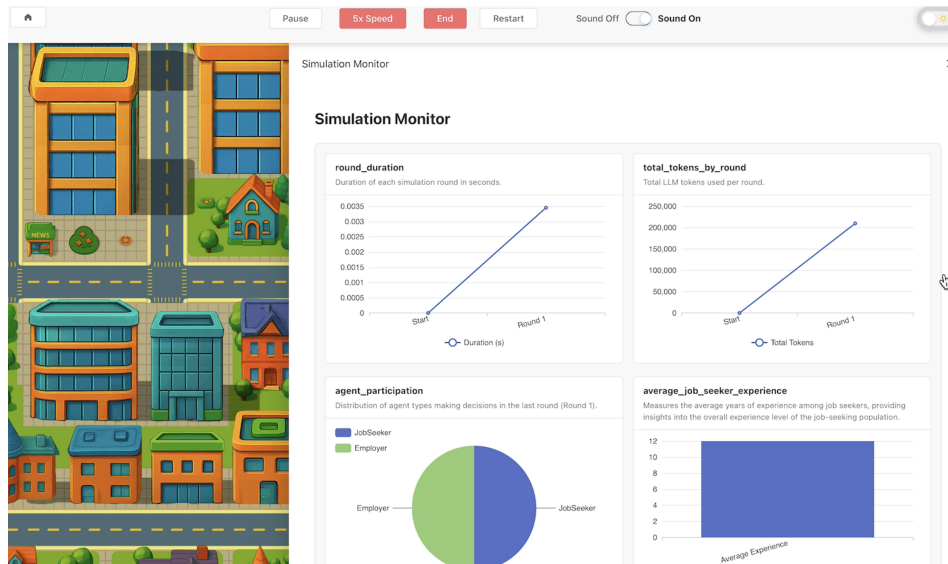 Pause
5x Speed
End
Restart
Sound Off
Sound On
NEWS
Simulation Monitor
Simulation Monitor
round_duration
Duration of each simulation round in seconds.
0.0035
0.003
0.0025
0.002
0.0015
0.001
0.0005
0
Start
Round 1
Duration (s)
total_tokens_by_round
Total LLM tokens used per round.
250,000
200,000
150,000
100,000
50,000
0
Start
Round 1
Total Tokens
agent_participation
Distribution of agent types making decisions in the last round (Round 1).
JobSeeker
Employer
Employer
JobSeeker
average_job_seeker_experience
Measures the average years of experience among job seekers, providing
insights into the overall experience level of the job-seeking population.
12
10
8
6
4
2
0
Average Experience